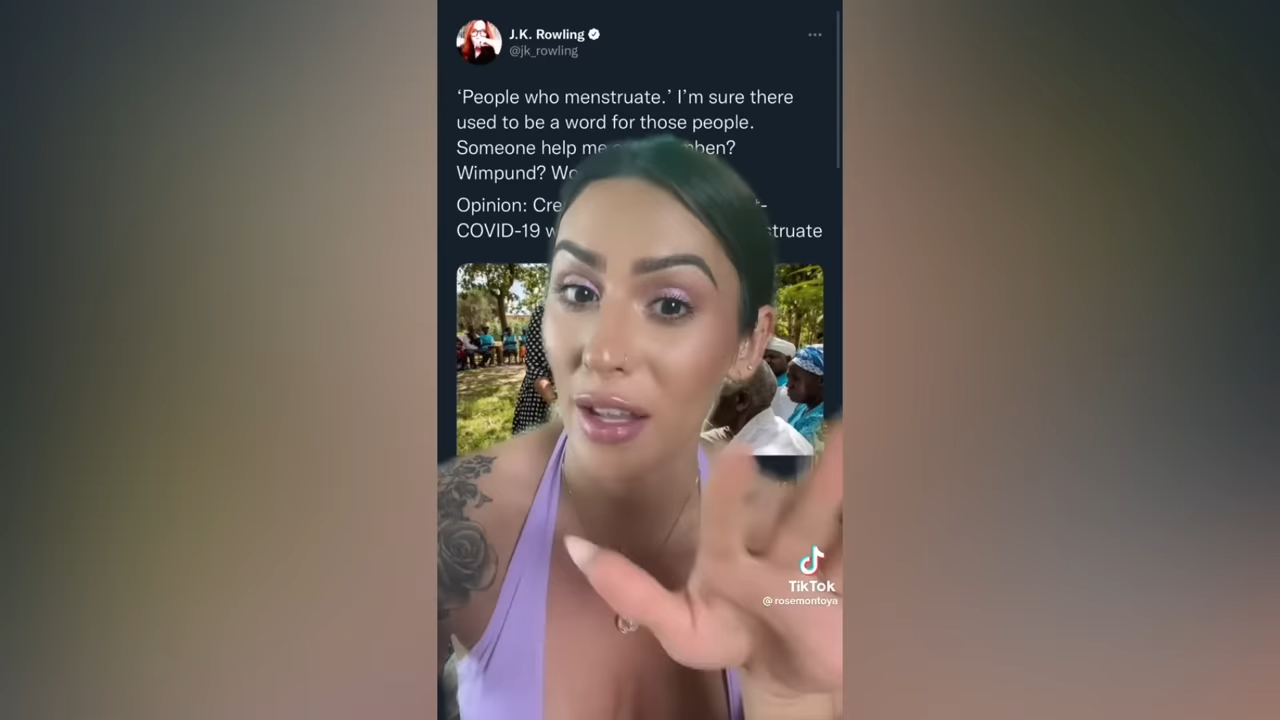 J.K. Rowling
@jk_rowling
‘People who menstruate.’ I’m sure there
used to be a word for those people.
Someone help me
Wimpund?
Opinion:
COVID-19
TikTok
@rosemontoya